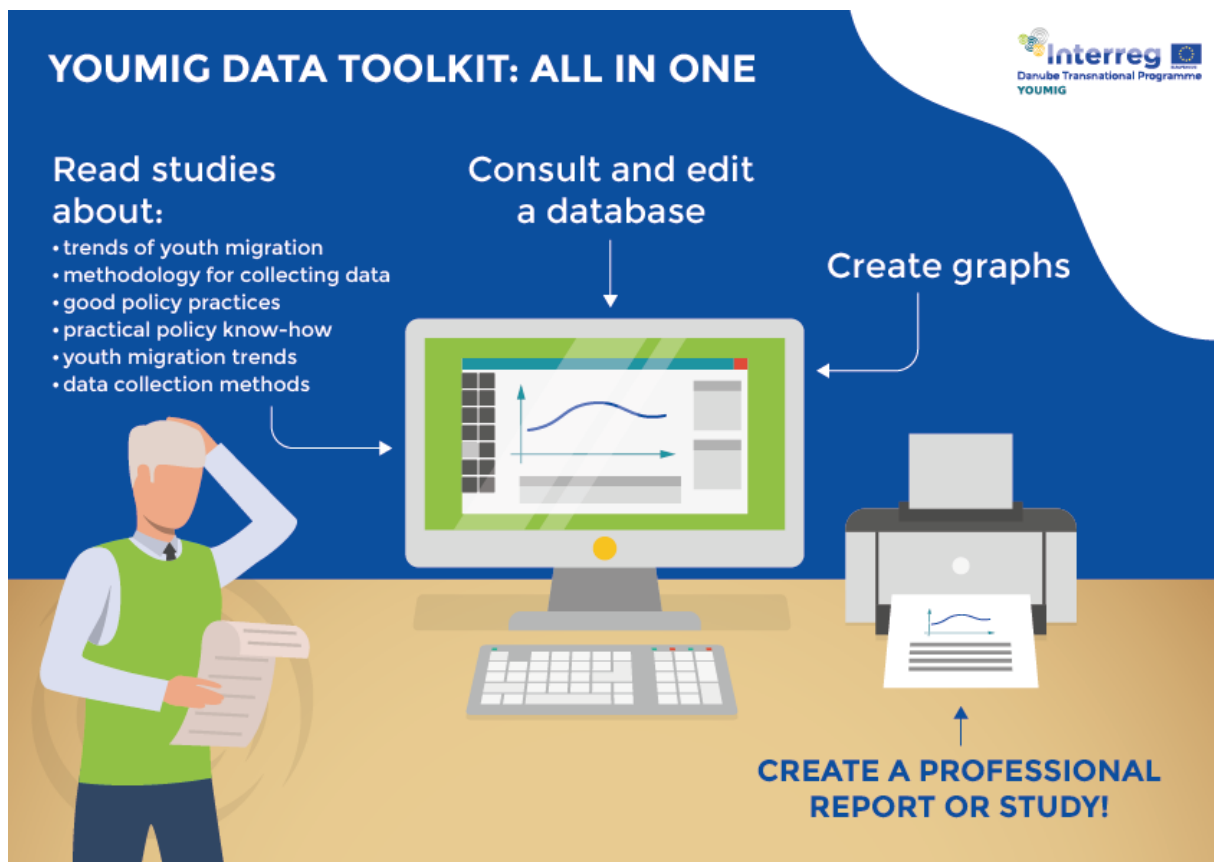 YOUMIG DATA TOOLKIT: ALL IN ONE
Interreg
Danube Transnational Programme
YOUMIG
Read studies
about:
• trends of youth migration
• methodology for collecting data
• good policy practices
• practical policy know-how
• youth migration trends
• data collection methods
Consult and edit
a database
Create graphs
CREATE A PROFESSIONAL
REPORT OR STUDY!